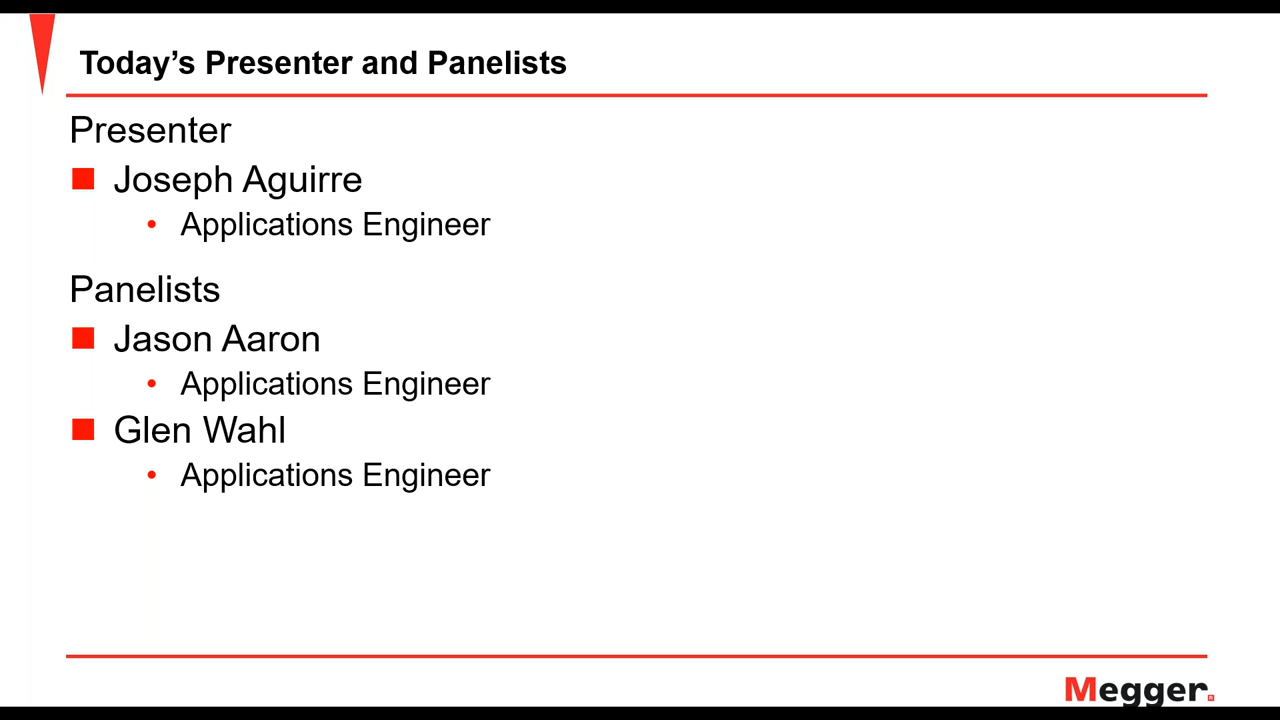 Today’s Presenter and Panelists
Presenter
Joseph Aguirre
Applications Engineer
Panelists
Jason Aaron
Applications Engineer
Glen Wahl
Applications Engineer
Megger.